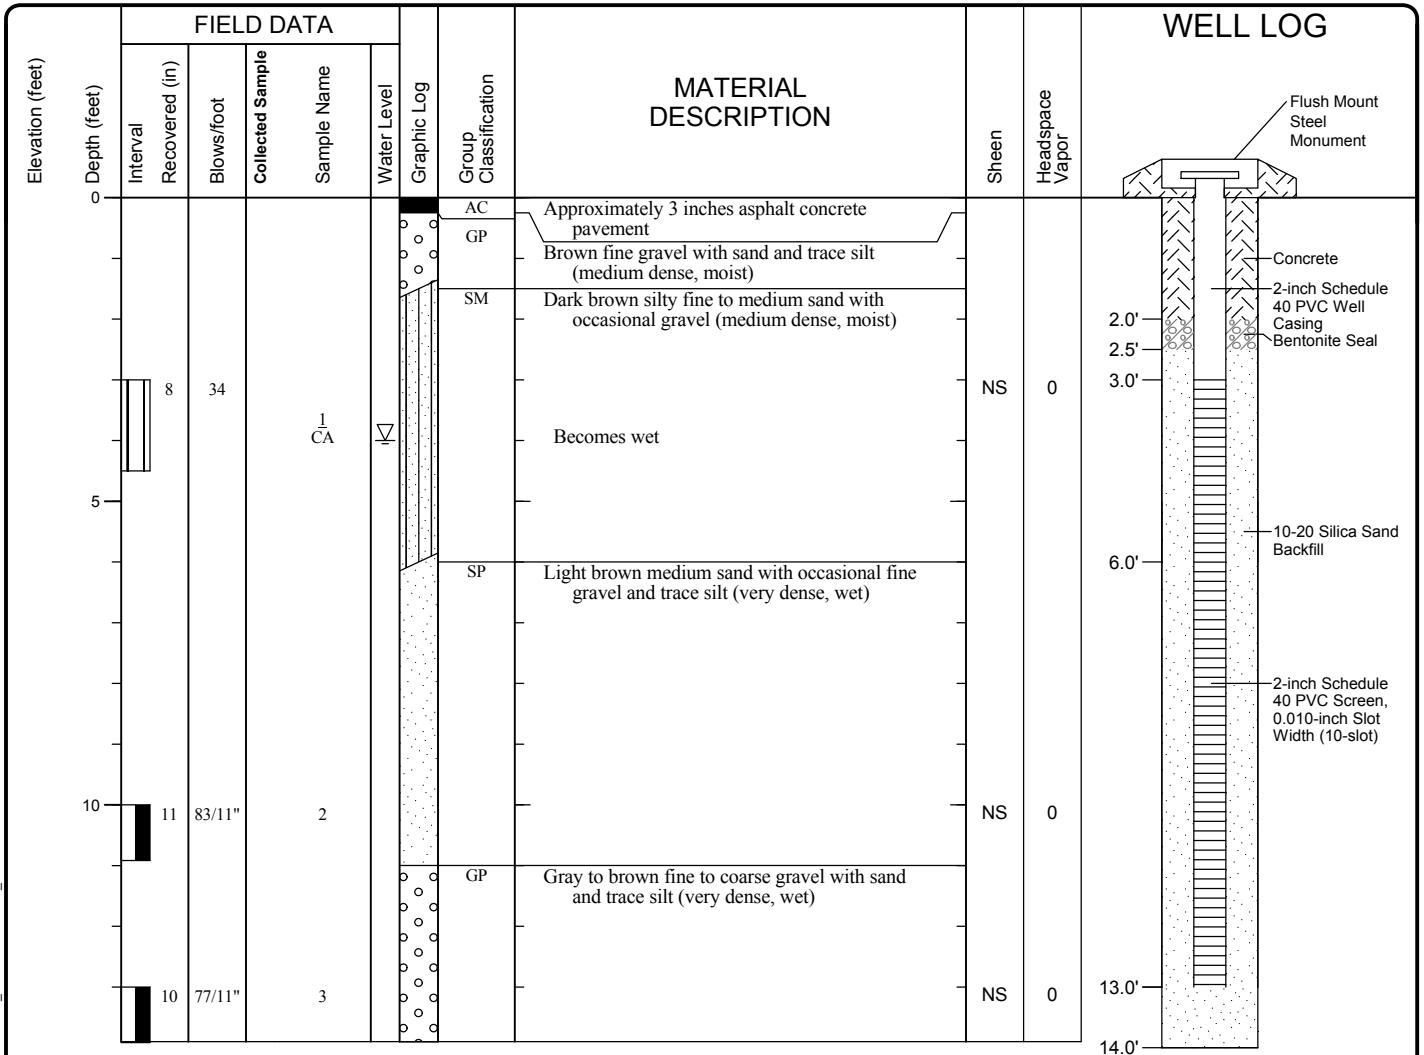 FIELD DATA
WELL LOG
Elevation (feet)
Depth (feet)
Interval
Recovered (in)
Blows/foot
Collected Sample
Sample Name
Water Level
Graphic Log
Group
Classification
MATERIAL
DESCRIPTION
Sheen
Headspace
Vapor
Flush Mount
Steel
Monument
0
AC
Approximately 3 inches asphalt concrete
pavement
GP
Brown fine gravel with sand and trace silt
(medium dense, moist)
Concrete
SM
Dark brown silty fine to medium sand with
occasional gravel (medium dense, moist)
2-inch Schedule
40 PVC Well
Casing
2.0'
Bentonite Seal
2.5'
3.0'
8
34
NS
0
1
CA
Becomes wet
5
10-20 Silica Sand
Backfill
6.0'
SP
Light brown medium sand with occasional fine
gravel and trace silt (very dense, wet)
2-inch Schedule
40 PVC Screen,
0.010-inch Slot
Width (10-slot)
10
11
83/11"
2
NS
0
GP
Gray to brown fine to coarse gravel with sand
and trace silt (very dense, wet)
10
77/11"
3
NS
0
13.0'
14.0'